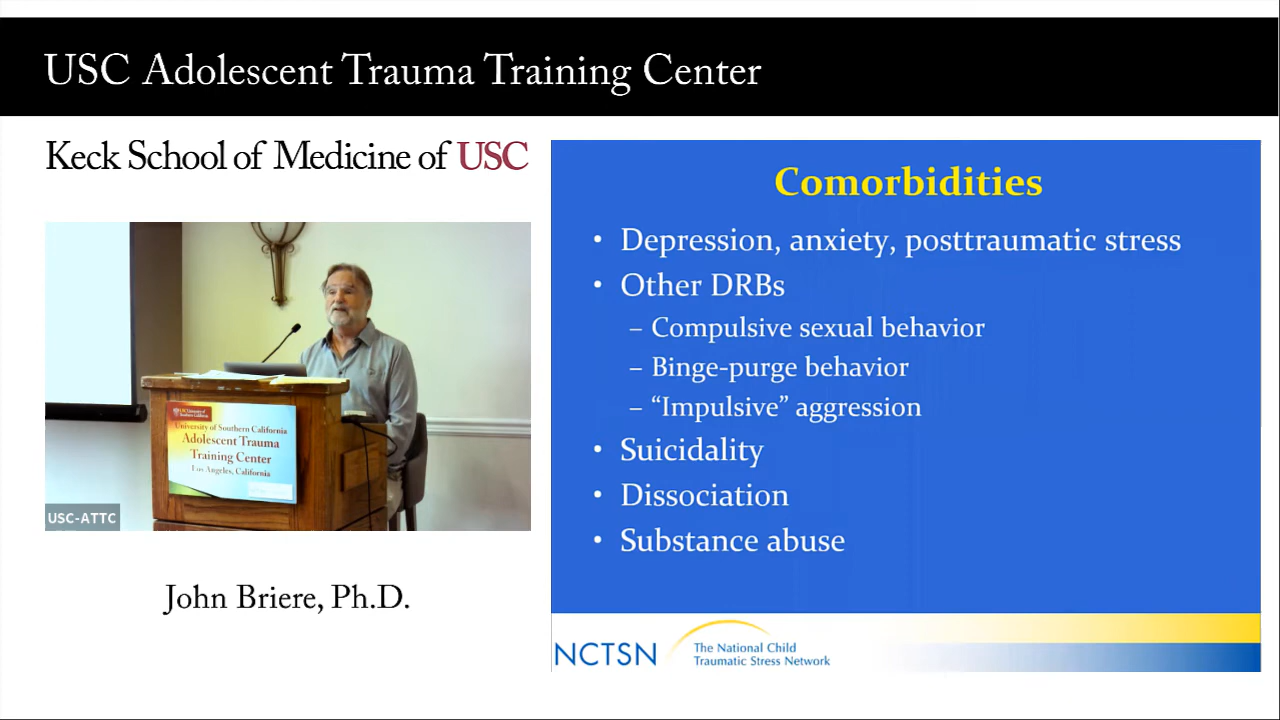 USC Adolescent Trauma Training Center
Keck School of Medicine of USC
University of Southern California
Adolescent Trauma
Training Center
Los Angeles, California
USC-ATTC
John Briere, Ph.D.
Comorbidities
• Depression, anxiety, posttraumatic stress
• Other DRBs
– Compulsive sexual behavior
– Binge-purge behavior
– “Impulsive” aggression
• Suicidality
• Dissociation
• Substance abuse
NCTSN
The National Child
Traumatic Stress Network